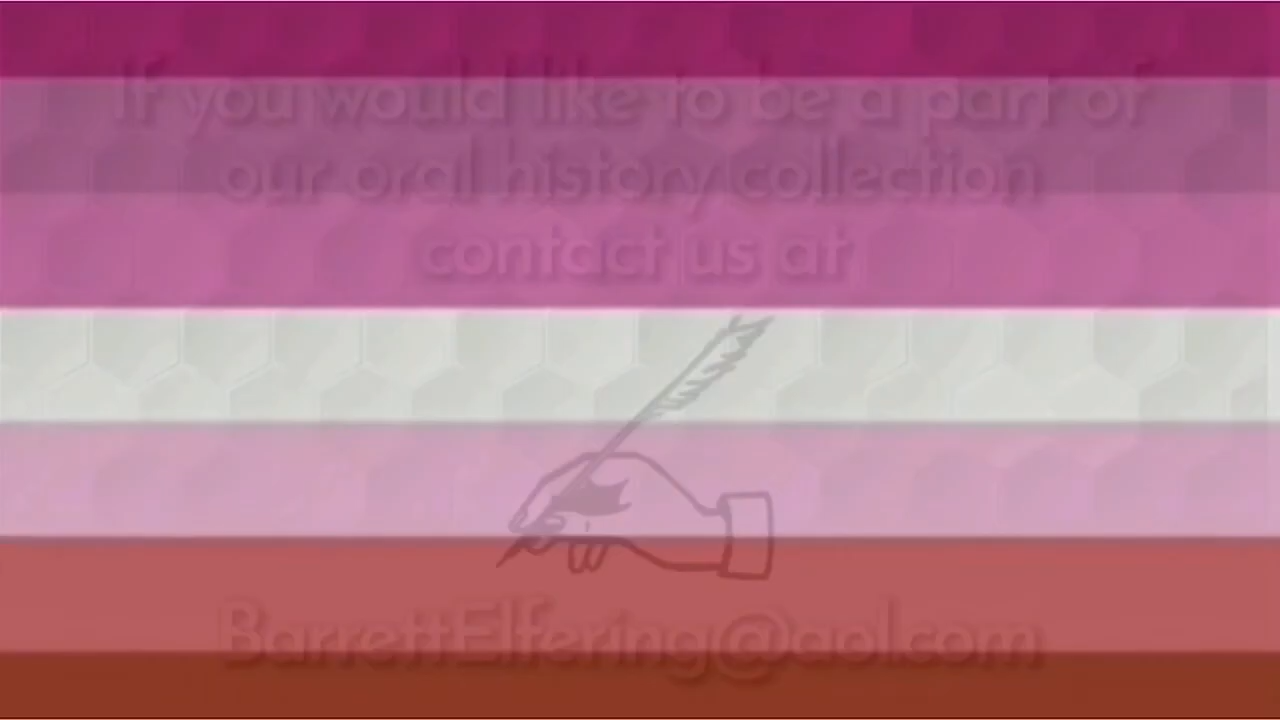 If you would like to be a part of
our oral history collection
contact us at
BarrettElfering@aol.com